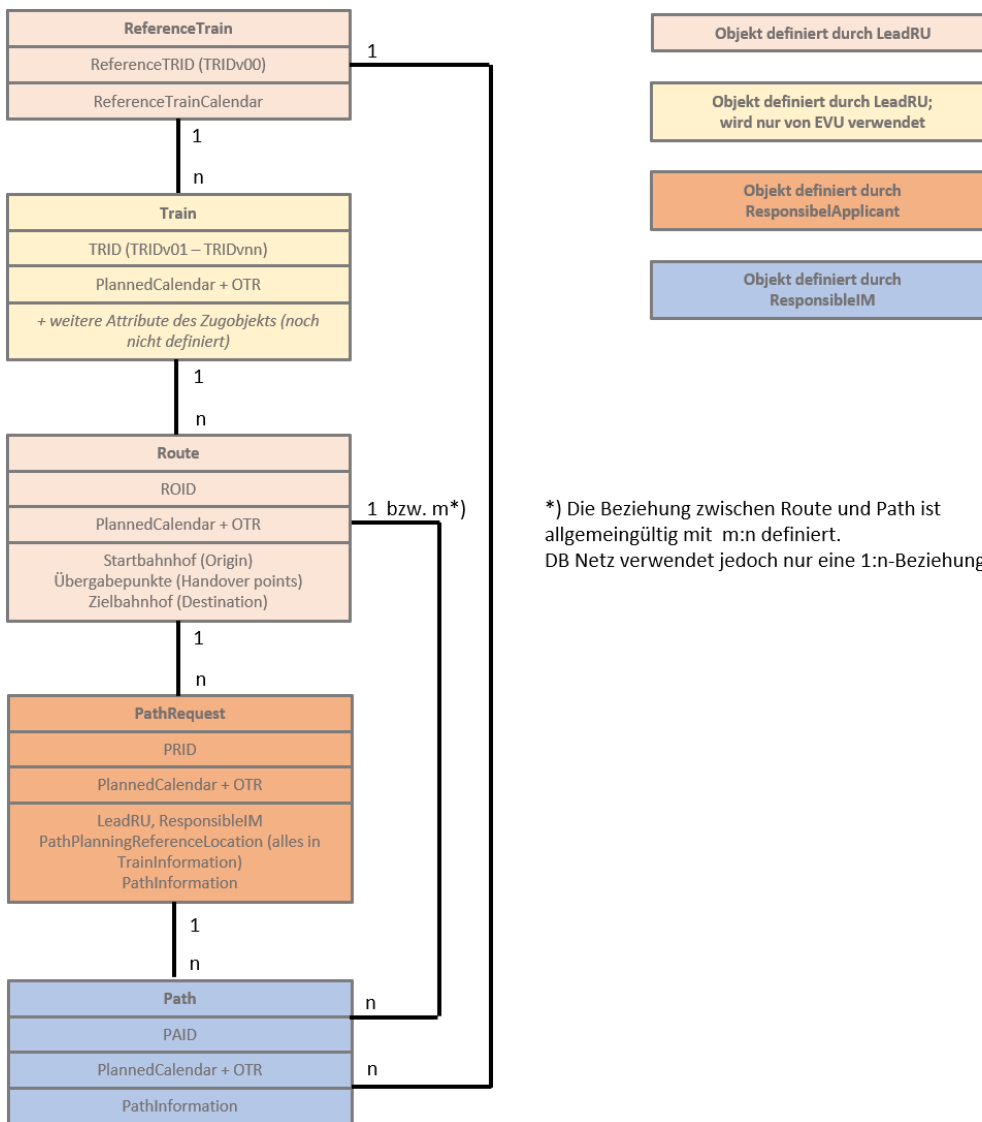 ReferenceTrain
ReferenceTRID (TRIDv00)
ReferenceTrainCalendar
1
1
n
Train
TRID (TRIDv01 – TRIDvnn)
PlannedCalendar + OTR
+ weitere Attribute des Zugobjekts (noch
nicht definiert)
1
n
Route
ROID
PlannedCalendar + OTR
Startbahnhof (Origin)
Übergabepunkte (Handover points)
Zielbahnhof (Destination)
1 bzw. m*)
1
n
PathRequest
PRID
PlannedCalendar + OTR
LeadRU, ResponsibleIM
PathPlanningReferenceLocation (alles in
TrainInformation)
PathInformation
1
n
Path
PAID
PlannedCalendar + OTR
PathInformation
n
n
Objekt definiert durch LeadRU
Objekt definiert durch LeadRU;
wird nur von EVU verwendet
Objekt definiert durch
ResponsibelApplicant
Objekt definiert durch
ResponsibleIM
*) Die Beziehung zwischen Route und Path ist
allgemeingültig mit m:n definiert.
DB Netz verwendet jedoch nur eine 1:n-Beziehung